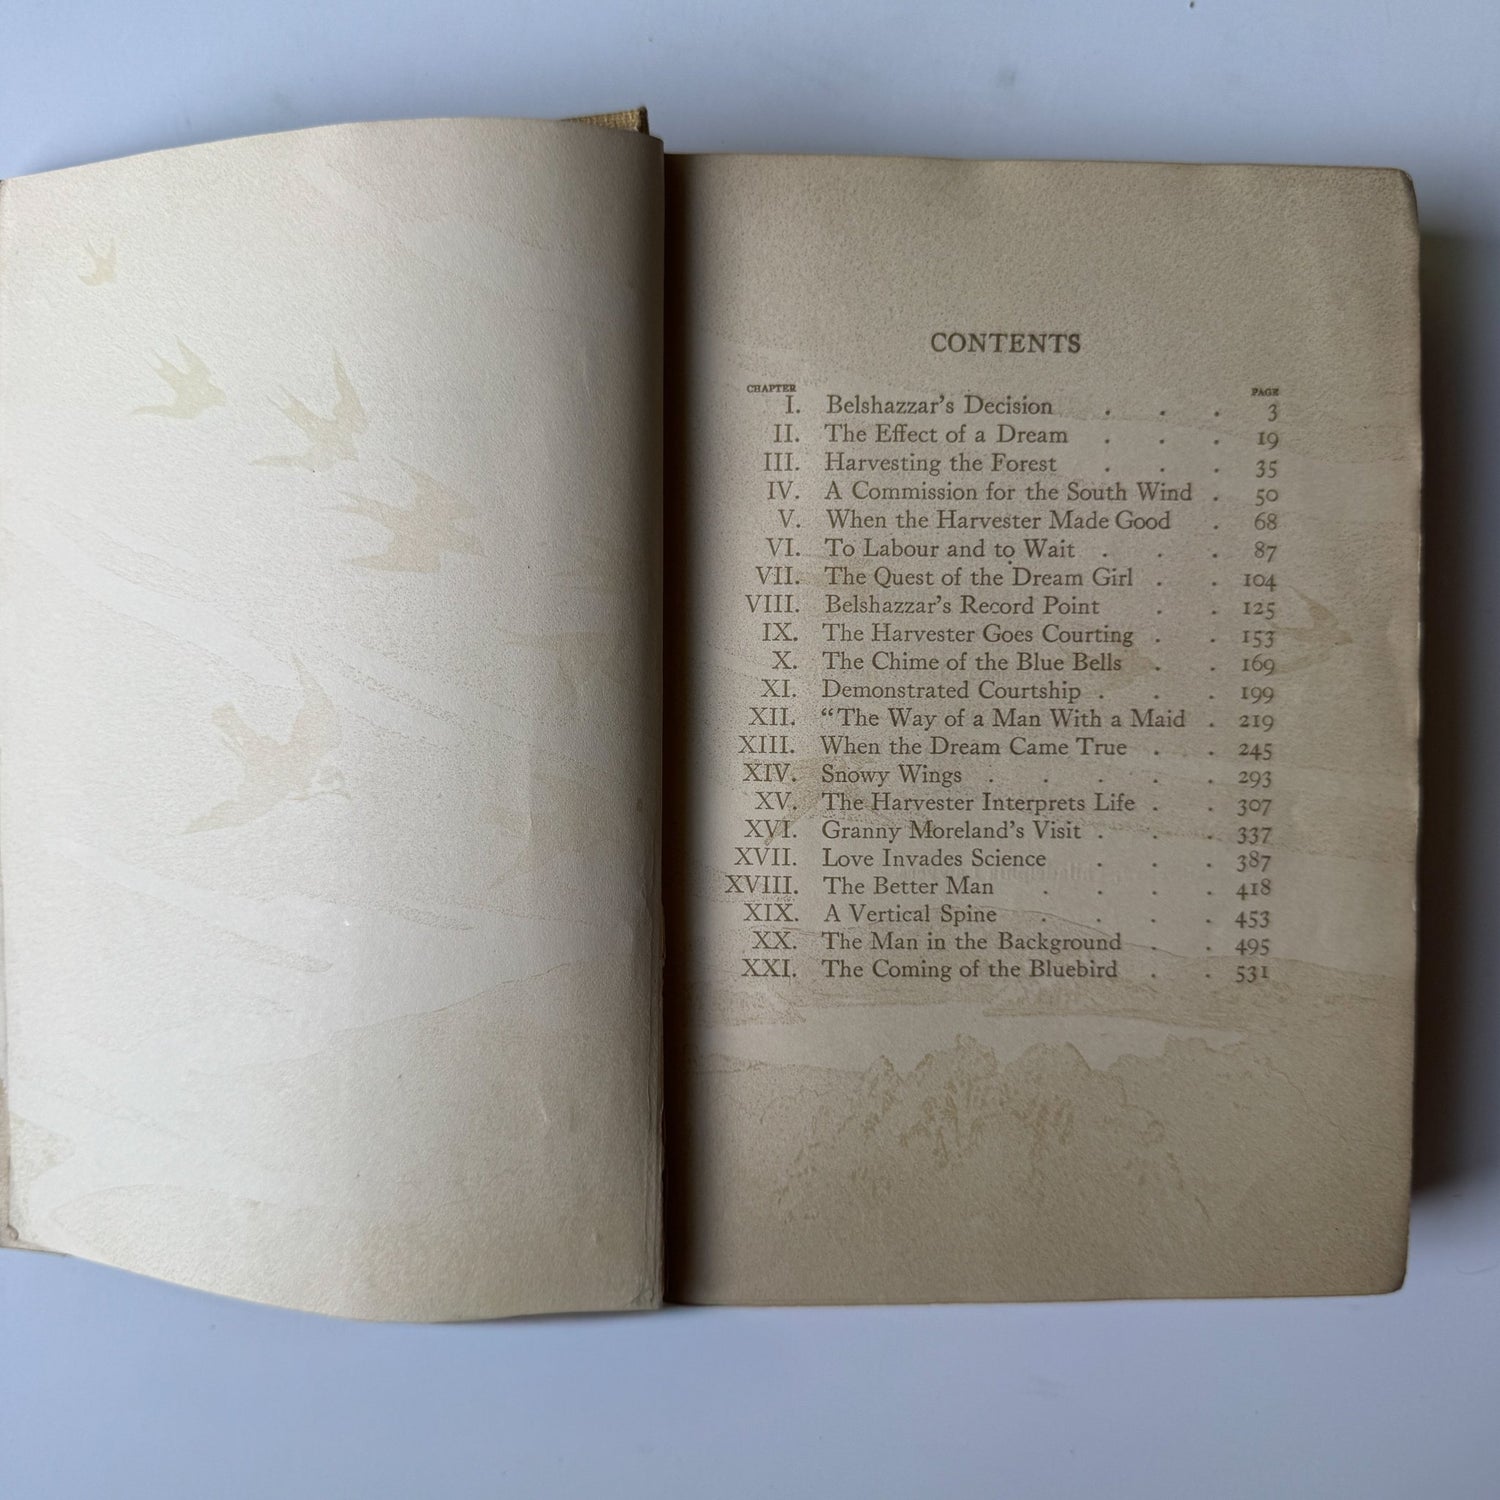 CONTENTS
CHAPTER PAGE
I. Belshazzar's Decision . . . 3
II. The Effect of a Dream . . . 19
III. Harvesting the Forest . . . 35
IV. A Commission for the South Wind . 50
V. When the Harvester Made Good . 68
VI. To Labour and to Wait . . . 87
VII. The Quest of the Dream Girl . . 104
VIII. Belshazzar's Record Point . . 125
IX. The Harvester Goes Courting . . 153
X. The Chime of the Blue Bells . . 169
XI. Demonstrated Courtship . . . 199
XII. “The Way of a Man With a Maid . 219
XIII. When the Dream Came True . . 245
XIV. Snowy Wings . . . . . 293
XV. The Harvester Interprets Life . . 307
XVI. Granny Moreland's Visit . . . 337
XVII. Love Invades Science . . . 387
XVIII. The Better Man . . . . 418
XIX. A Vertical Spine . . . . 453
XX. The Man in the Background . . 495
XXI. The Coming of the Bluebird . . 531